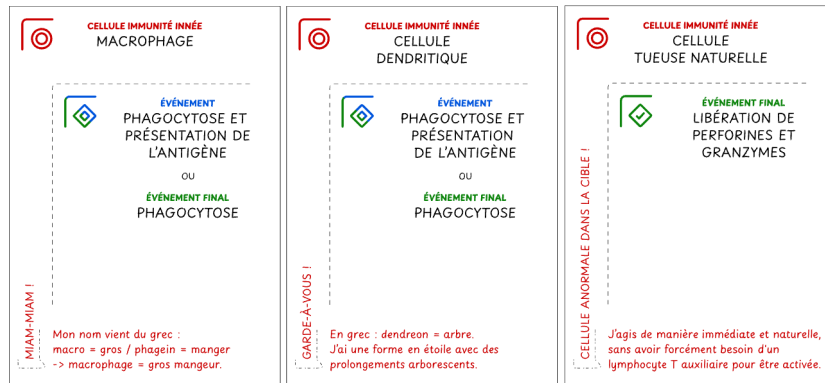 CELLULE IMMUNITÉ INNÉE
MACROPHAGE
ÉVÉNEMENT
PHAGOCYTOSE ET
PRÉSENTATION DE
L'ANTIGÈNE
OU
ÉVÉNEMENT FINAL
PHAGOCYTOSE
MIAM-MIAM !
Mon nom vient du grec :
macro = gros / phagein = manger
-> macrophage = gros mangeur.
CELLULE IMMUNITÉ INNÉE
CELLULE
DENDRITIQUE
ÉVÉNEMENT
PHAGOCYTOSE ET
PRÉSENTATION
DE L'ANTIGÈNE
OU
ÉVÉNEMENT FINAL
PHAGOCYTOSE
GARDE-À-VOUS !
En grec : dendreon = arbre.
J'ai une forme en étoile avec des
prolongements arborescents.
CELLULE IMMUNITÉ INNÉE
CELLULE
TUEUSE NATURELLE
ÉVÉNEMENT FINAL
LIBÉRATION DE
PERFORINES ET
GRANZYMES
CELLULE ANORMALE DANS LA CIBLE !
J'agis de manière immédiate et naturelle,
sans avoir forcément besoin d'un
lymphocyte T auxiliaire pour être activée.